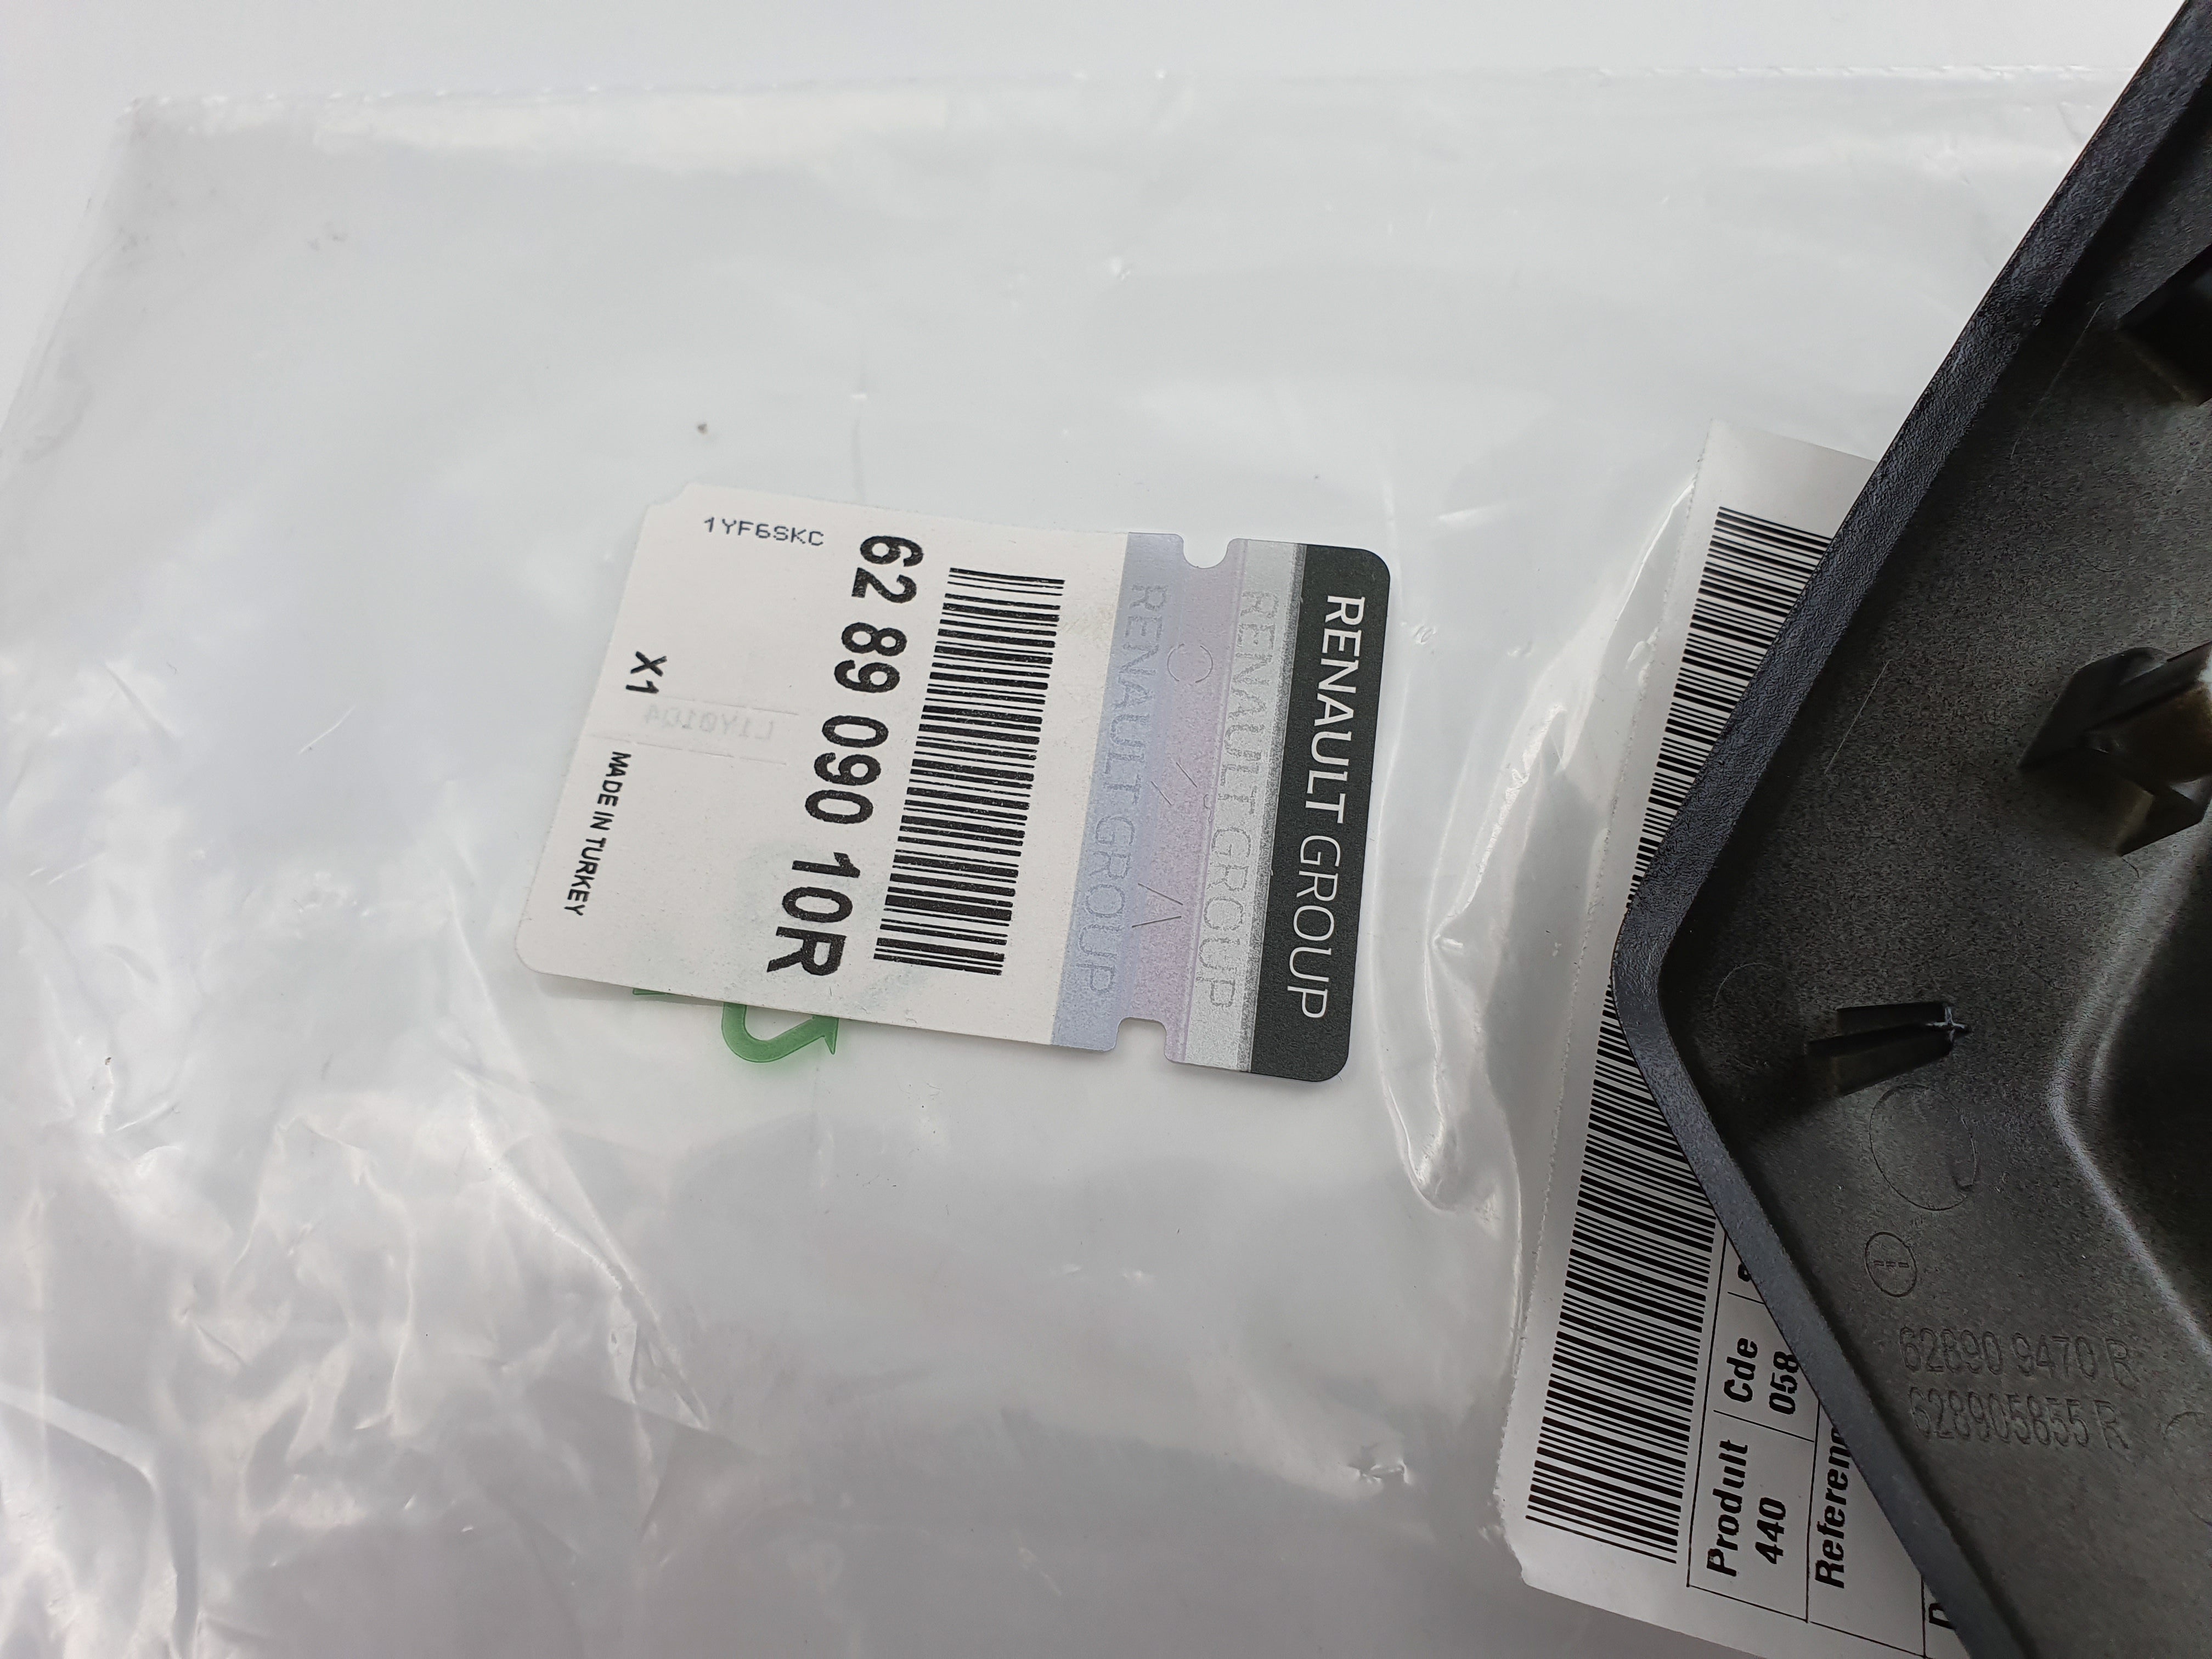 RENAULT GROUP
RENAULT GROUP
RENAULT GROUP
62 89 090 10R
1YF6SKC
X1
MADE IN TURKEY
L1Y01Q4
Produit Cde
440 058
62890 9470 R
628905855 R